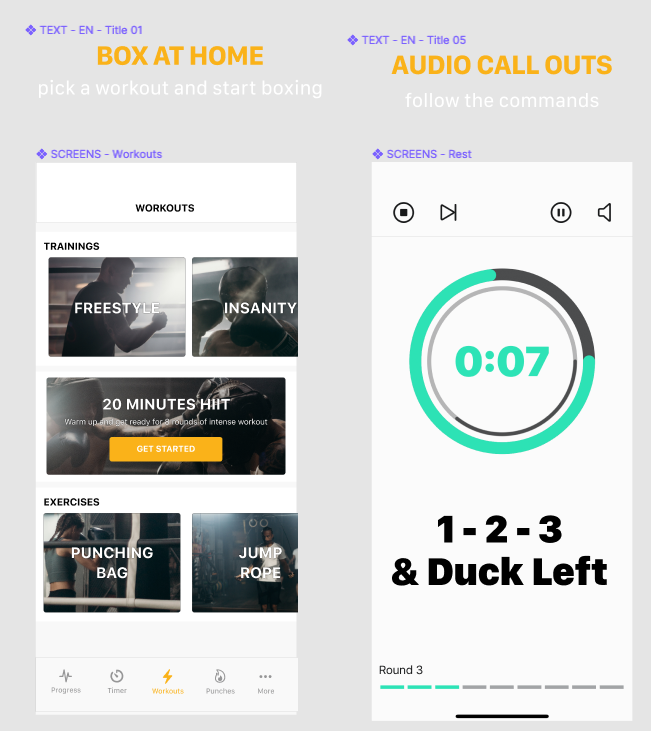 TEXT - EN - Title 01
BOX AT HOME
pick a workout and start boxing
SCREENS - Workouts
WORKOUTS
TRAININGS
FREESTYLE
INSANITY
20 MINUTES HIIT
Warm up and get ready for 8 rounds of intense workout
GET STARTED
EXERCISES
PUNCHING
BAG
JUMP
ROPE
Progress
Timer
Workouts
Punches
More
TEXT - EN - Title 05
AUDIO CALL OUTS
follow the commands
SCREENS - Rest
0:07
1 - 2 - 3
& Duck Left
Round 3